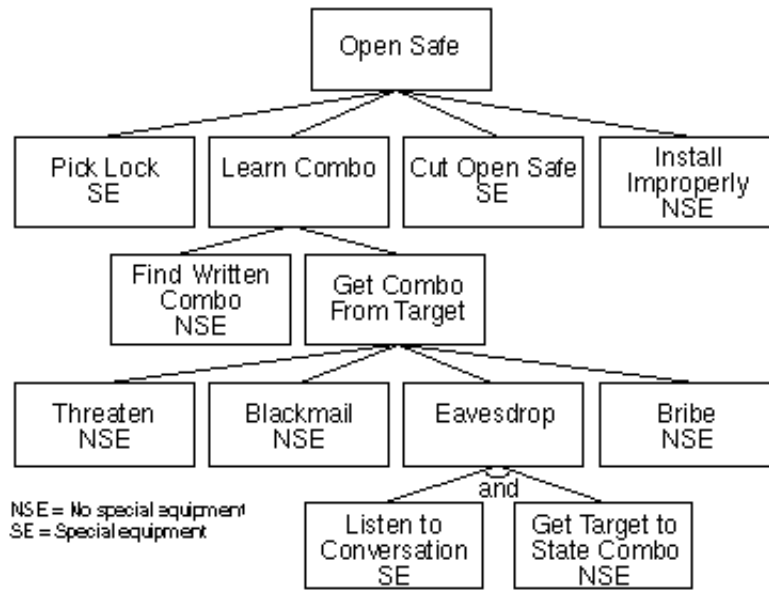 Open Safe
Pick Lock
SE
Learn Combo
Cut Open Safe
SE
Install
Improperly
NSE
Find Written
Combo
NSE
Get Combo
From Target
Threaten
NSE
Blackmail
NSE
Eavesdrop
Bribe
NSE
and
NSE = No special equipment
SE = Special equipment
Listen to
Conversation
SE
Get Target to
State Combo
NSE